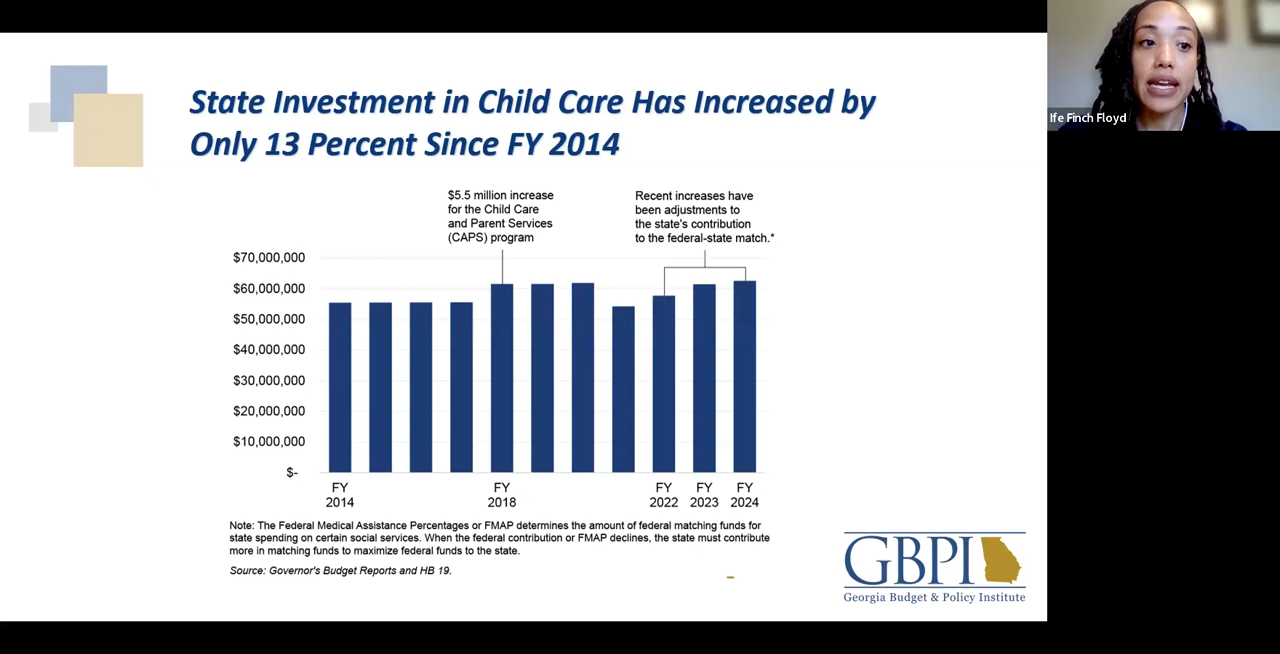 State Investment in Child Care Has Increased by
Only 13 Percent Since FY 2014
Ife Finch Floyd
$5.5 million increase
for the Child Care
and Parent Services
(CAPS) program
Recent increases have
been adjustments to
the state's contribution
to the federal-state match.*
$70,000,000
$60,000,000
$50,000,000
$40,000,000
$30,000,000
$20,000,000
$10,000,000
$-
FY
2014
FY
2018
FY
2022
FY
2023
FY
2024
Note: The Federal Medical Assistance Percentages or FMAP determines the amount of federal matching funds for
state spending on certain social services. When the federal contribution or FMAP declines, the state must contribute
more in matching funds to maximize federal funds to the state.
Source: Governor's Budget Reports and HB 19.
GBPI
Georgia Budget & Policy Institute